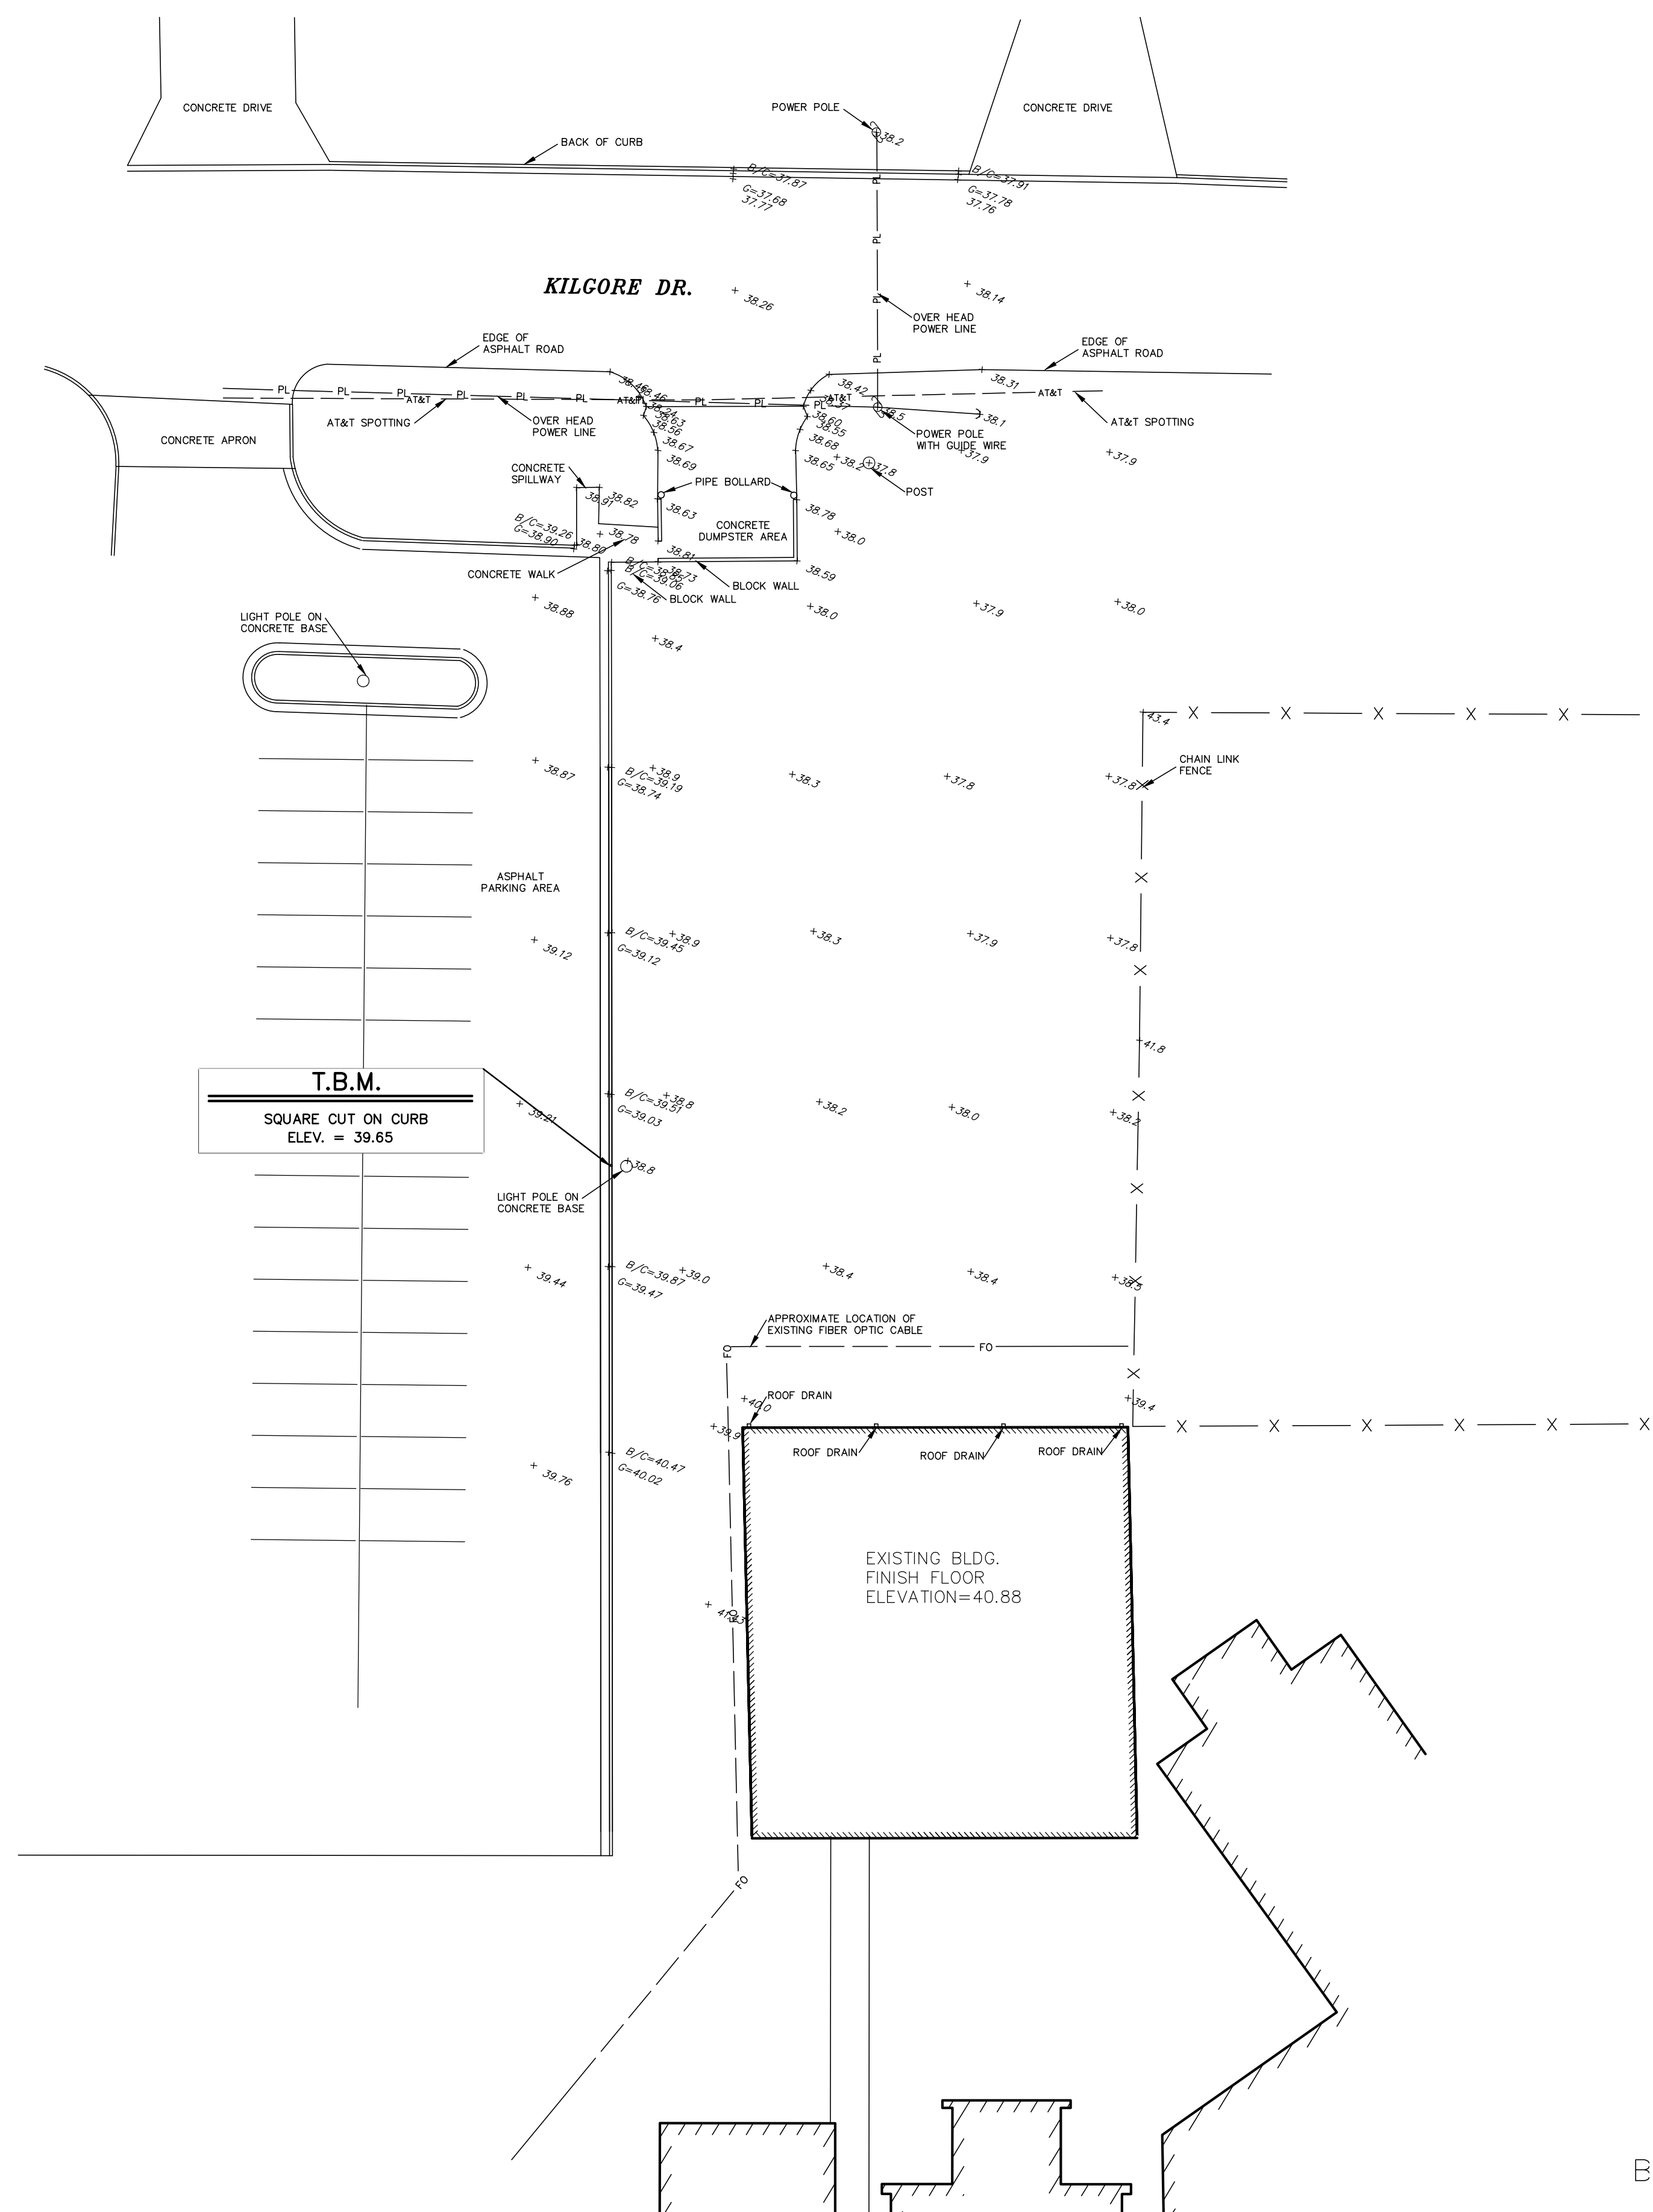 CONCRETE DRIVE
POWER POLE
CONCRETE DRIVE
38.2
BACK OF CURB
B/C=37.87
G=37.68
37.77
PL
B/C=37.91
G=37.78
37.76
PL
KILGORE DR.
38.26
PL
38.14
OVER HEAD
POWER LINE
EDGE OF
ASPHALT ROAD
PL
EDGE OF
ASPHALT ROAD
38.46
38.42
38.31
PL PL PL PL PL PL PL PL PL
AT&T AT&T AT&T AT&T
38.24
38.63
38.56
38.67
38.69
38.60
38.55
38.68
38.65
38.5
38.1
AT&T SPOTTING
OVER HEAD
POWER LINE
POWER POLE
WITH GUIDE WIRE
AT&T SPOTTING
CONCRETE APRON
38.2
37.8
37.9
37.9
POST
CONCRETE
SPILLWAY
PIPE BOLLARD
38.91
38.82
38.63
38.78
B/C=39.26
G=38.90
38.80
38.78
CONCRETE
DUMPSTER AREA
38.0
38.81
38.73
B/C=39.06
G=38.76
38.59
CONCRETE WALK
BLOCK WALL
BLOCK WALL
38.88
38.0
37.9
38.0
LIGHT POLE ON
CONCRETE BASE
38.4
43.4
X X X X X
CHAIN LINK
FENCE
38.87
38.9
B/C=39.19
G=38.74
38.3
37.8
37.8
X
ASPHALT
PARKING AREA
X
39.12
B/C=39.45
G=39.12
38.9
38.3
37.9
37.8
X
41.8
T.B.M.
SQUARE CUT ON CURB
ELEV. = 39.65
39.21
B/C=39.51
G=39.03
38.8
38.2
38.0
38.2
X
38.8
LIGHT POLE ON
CONCRETE BASE
X
39.44
B/C=39.87
G=39.47
39.0
38.4
38.4
38.5
X
APPROXIMATE LOCATION OF
EXISTING FIBER OPTIC CABLE
FO
FO
X
ROOF DRAIN
40.0
39.4
39.9
X X X X X X
ROOF DRAIN
ROOF DRAIN
ROOF DRAIN
39.76
B/C=40.47
G=40.02
EXISTING BLDG.
FINISH FLOOR
ELEVATION=40.88
FO
FO
B